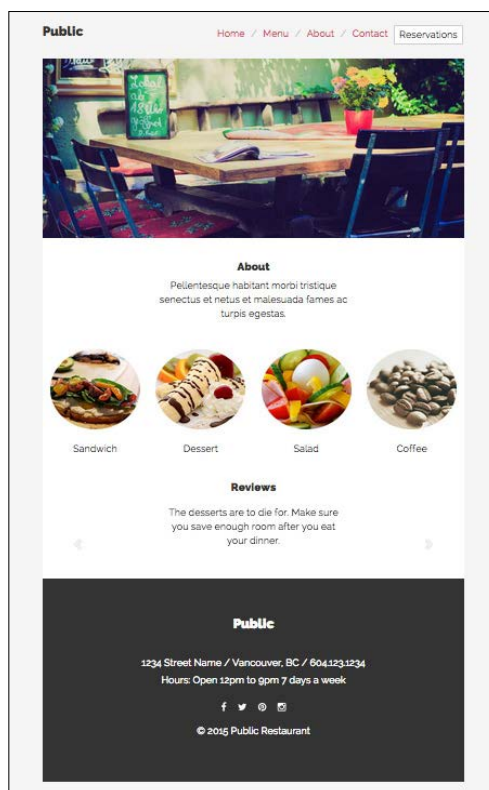 Public
Home / Menu / About / Contact Reservations
About
Pellentesque habitant morbi tristique
senectus et netus et malesuada fames ac
turpis egestas.
Sandwich Dessert Salad Coffee
Reviews
The desserts are to die for. Make sure
you save enough room after you eat
your dinner.
Public
1234 Street Name / Vancouver, BC / 604.123.1234
Hours: Open 12pm to 9pm 7 days a week
© 2015 Public Restaurant